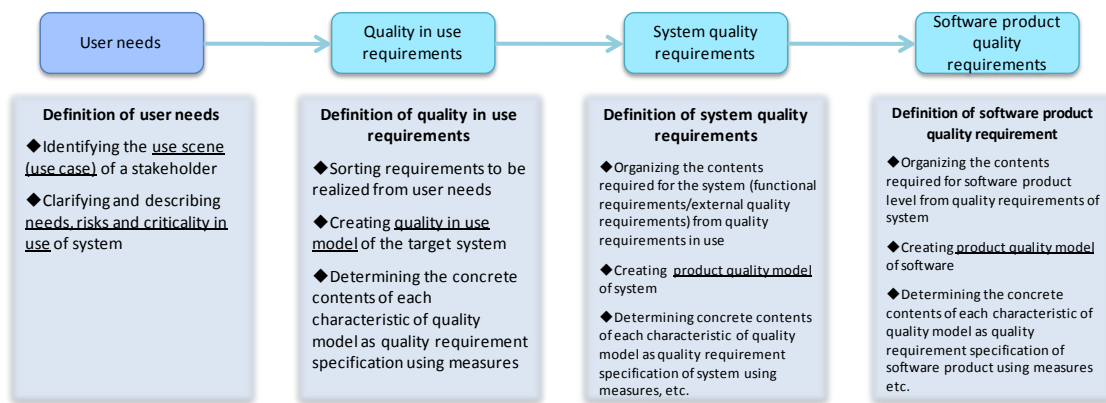 User needs
Quality in use
requirements
System quality
requirements
Software product
quality
requirements
Definition of user needs
◆Identifying the use scene
(use case) of a stakeholder
◆Clarifying and describing
needs, risks and criticality in
use of system
Definition of quality in use
requirements
◆Sorting requirements to be
realized from user needs
◆Creating quality in use
model of the target system
◆Determining the concrete
contents of each
characteristic of quality
model as quality requirement
specification using measures
Definition of system quality
requirements
◆Organizing the contents
required for the system (functional
requirements/external quality
requirements) from quality
requirements in use
◆Creating product quality model
of system
◆Determining concrete contents
of each characteristic of quality
model as quality requirement
specification of system using
measures, etc.
Definition of software product
quality requirement
◆Organizing the contents
required for software product
level from quality requirements of
system
◆Creating product quality model
of software
◆Determining the concrete
contents of each characteristic of
quality model as quality
requirement specification of
software product using measures
etc.